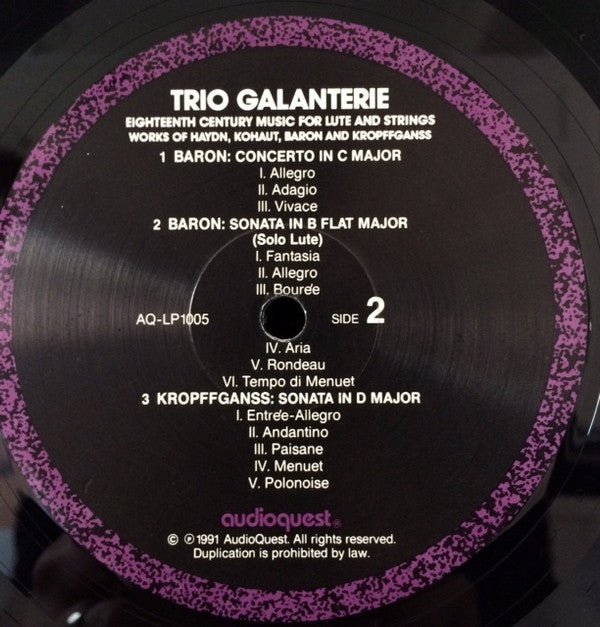 TRIO GALANTERIE
EIGHTEENTH CENTURY MUSIC FOR LUTE AND STRINGS
WORKS OF HAYDN, KOHAUT, BARON AND KROPFFGANSS
1 BARON: CONCERTO IN C MAJOR
I. Allegro
II. Adagio
III. Vivace
2 BARON: SONATA IN B FLAT MAJOR
(Solo Lute)
I. Fantasia
II. Allegro
III. Boureé
AQ-LP1005 SIDE 2
IV. Aria
V. Rondeau
VI. Tempo di Menuet
3 KROPFFGANSS: SONATA IN D MAJOR
I. Entreé-Allegro
II. Andantino
III. Paisane
IV. Menuet
V. Polonoise
audioquest®
© ℗ 1991 AudioQuest. All rights reserved.
Duplication is prohibited by law.